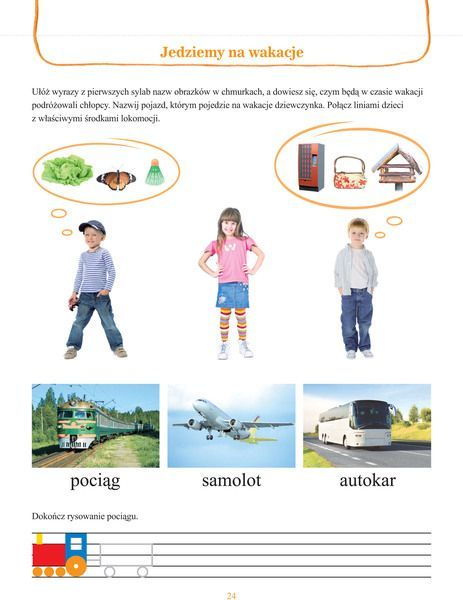 Jedziemy na wakacje
Ułóż wyrazy z pierwszych sylab nazw obrazków w chmurkach, a dowiesz się, czym będą w czasie wakacji
podróżowali chłopcy. Nazwij pojazd, którym pojedzie na wakacje dziewczynka. Połącz liniami dzieci
z właściwymi środkami lokomocji.
pociąg samolot autokar
Dokończ rysowanie pociągu.
24